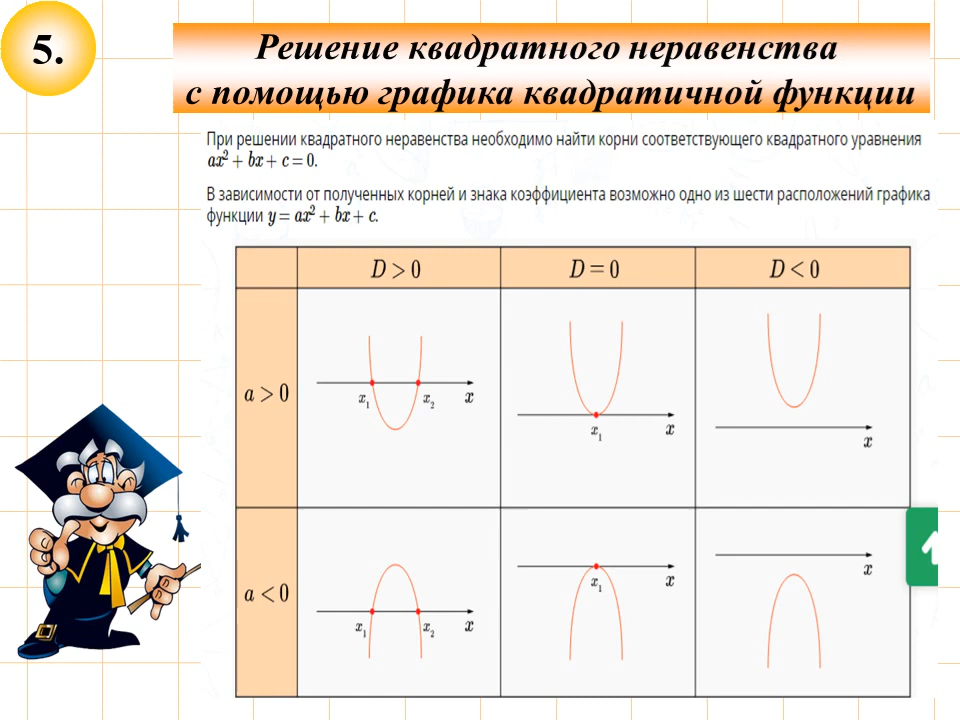 5.
Решение квадратного неравенства
с помощью графика квадратичной функции
При решении квадратного неравенства необходимо найти корни соответствующего квадратного уравнения
ax² + bx + c = 0.
В зависимости от полученных корней и знака коэффициента возможно одно из шести расположений графика
функции y = ax² + bx + c.
D > 0 D = 0 D < 0
a > 0
x₁ x₂ x
x₁ x
x
a < 0
x₁ x₂ x
x₁ x
x